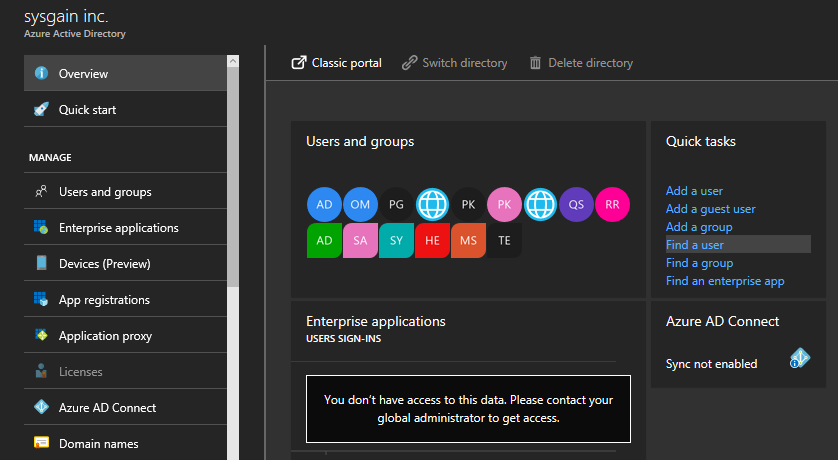 sysgain inc.
Azure Active Directory
Overview
Quick start
MANAGE
Users and groups
Enterprise applications
Devices (Preview)
App registrations
Application proxy
Licenses
Azure AD Connect
Domain names
Classic portal
Switch directory
Delete directory
Users and groups
AD OM PG PK PK QS RR
AD SA SY HE MS TE
Enterprise applications
USERS SIGN-INS
You don't have access to this data. Please contact your
global administrator to get access.
Quick tasks
Add a user
Add a guest user
Add a group
Find a user
Find a group
Find an enterprise app
Azure AD Connect
Sync not enabled